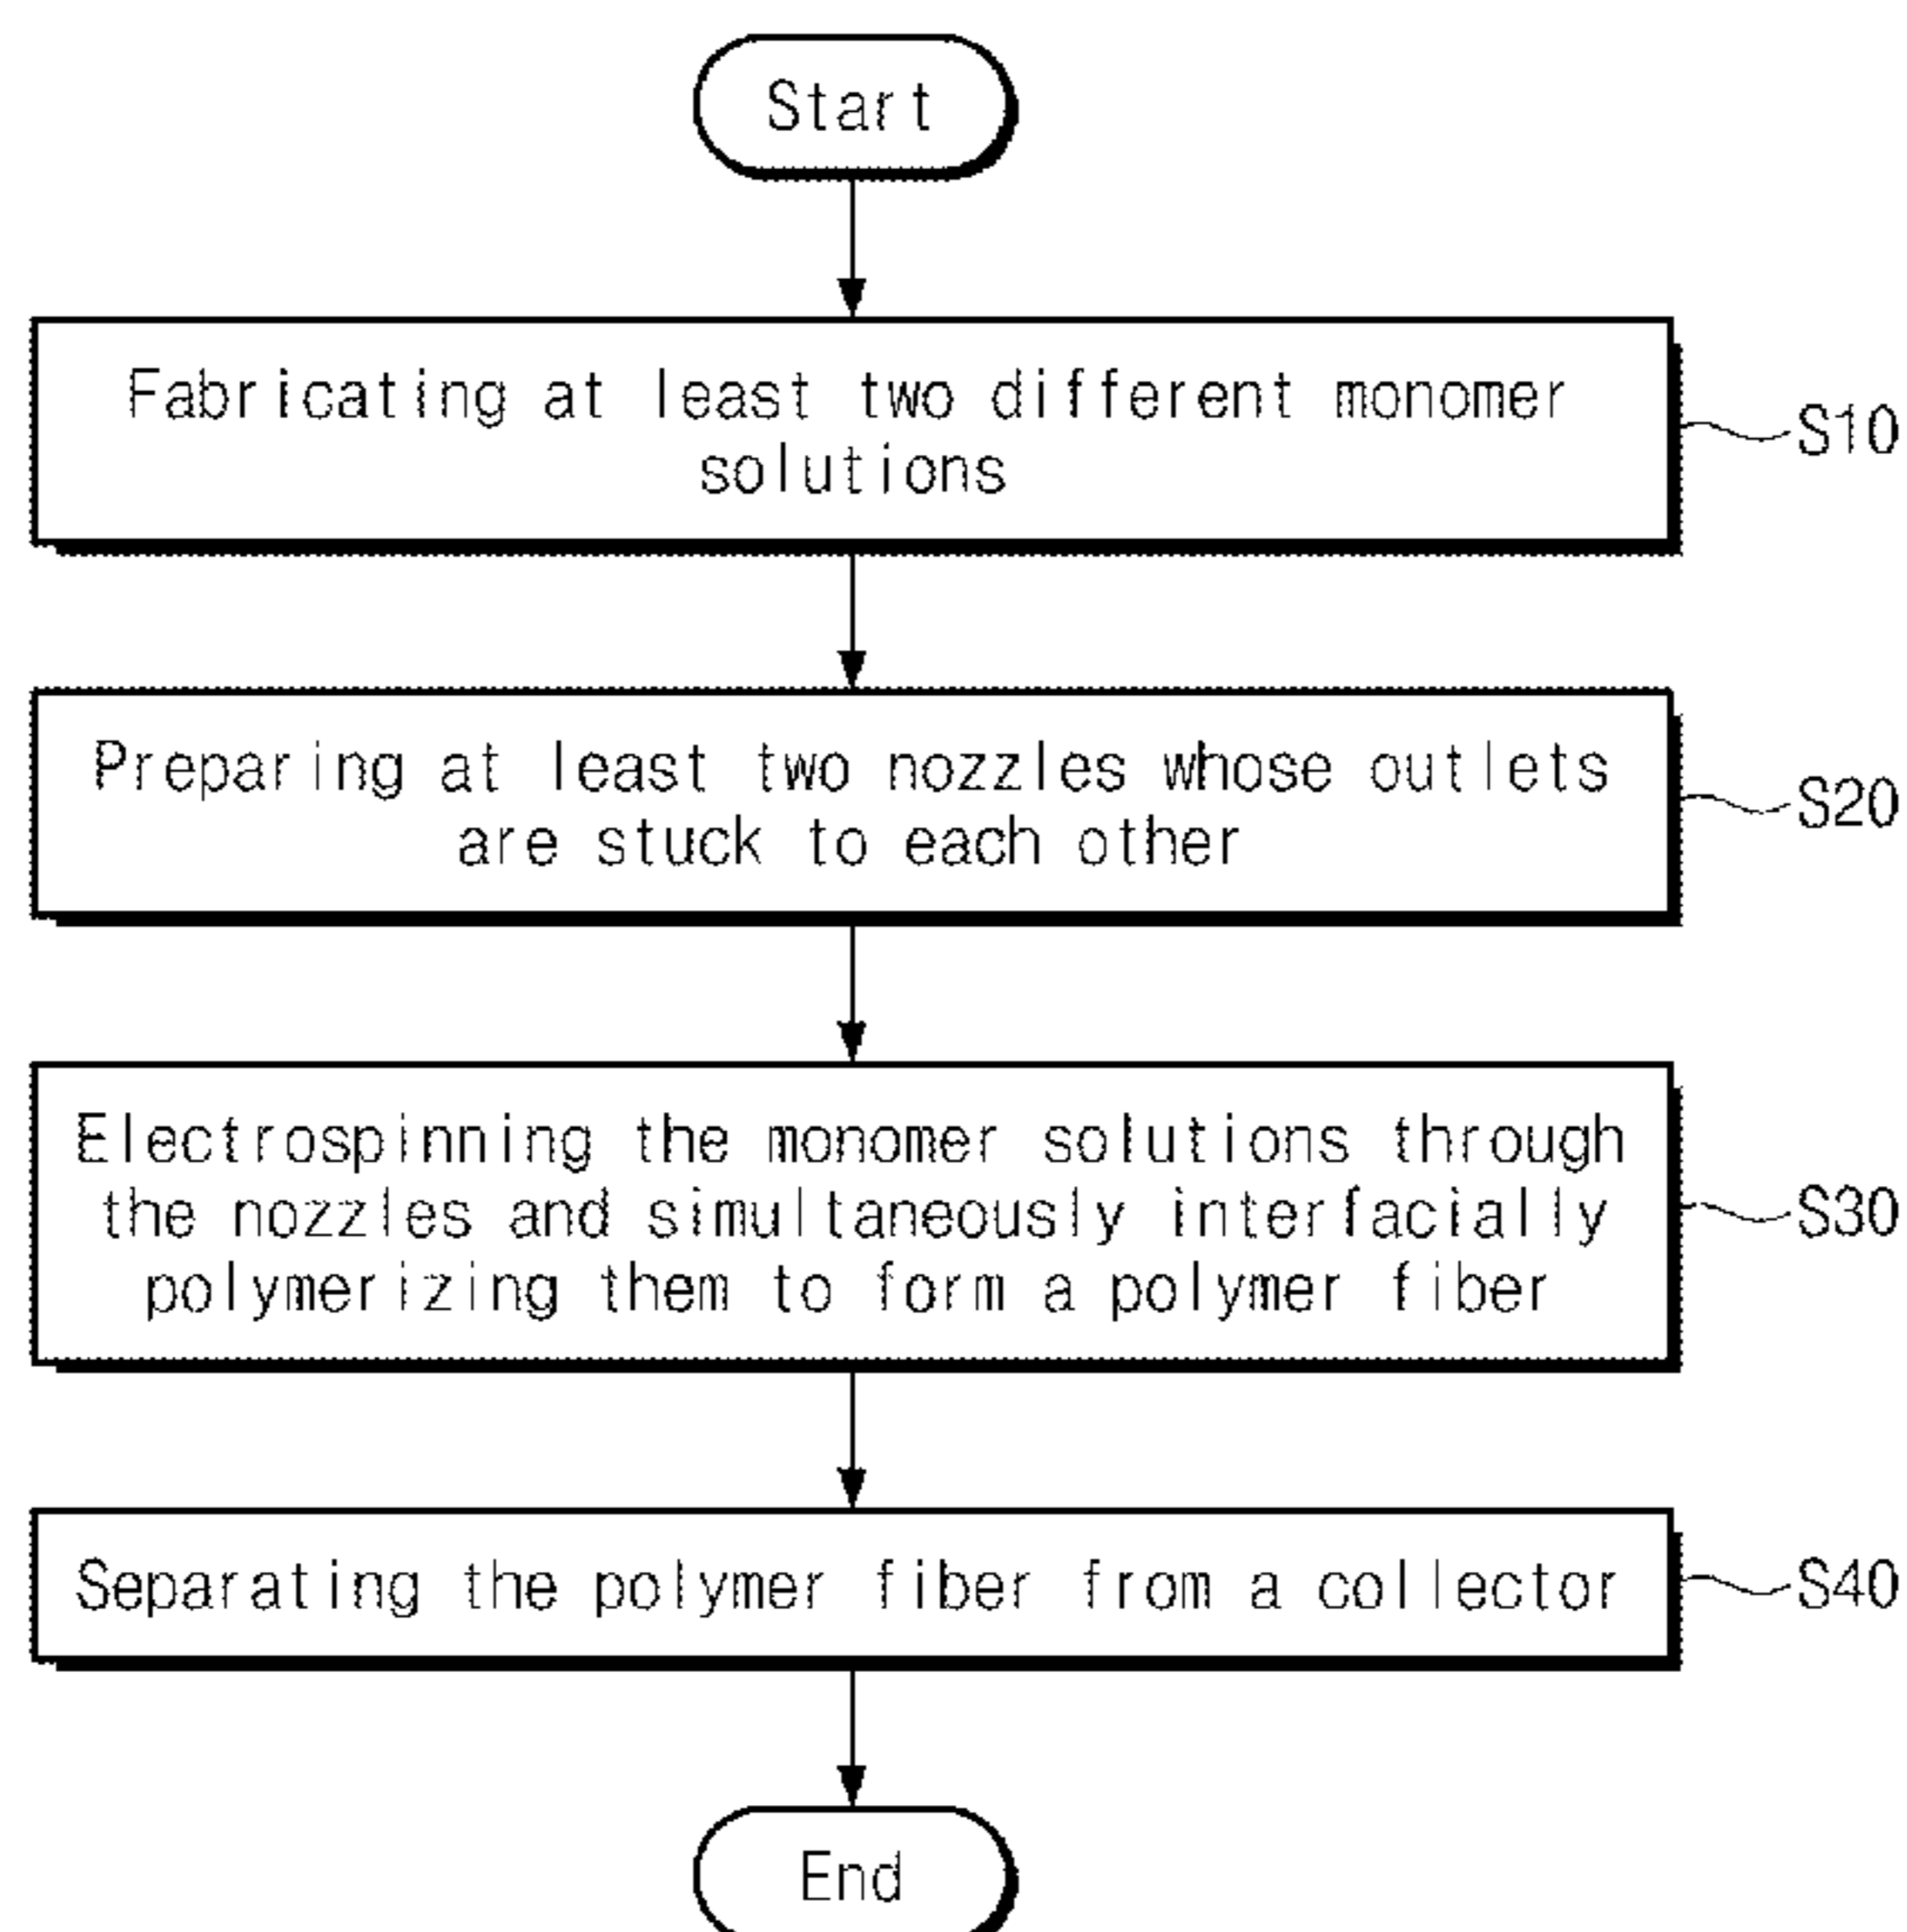 Start
Fabricating at least two different monomer
solutions
S10
Preparing at least two nozzles whose outlets
are stuck to each other
S20
Electrospinning the monomer solutions through
the nozzles and simultaneously interfacially
polymerizing them to form a polymer fiber
S30
Separating the polymer fiber from a collector
S40
End